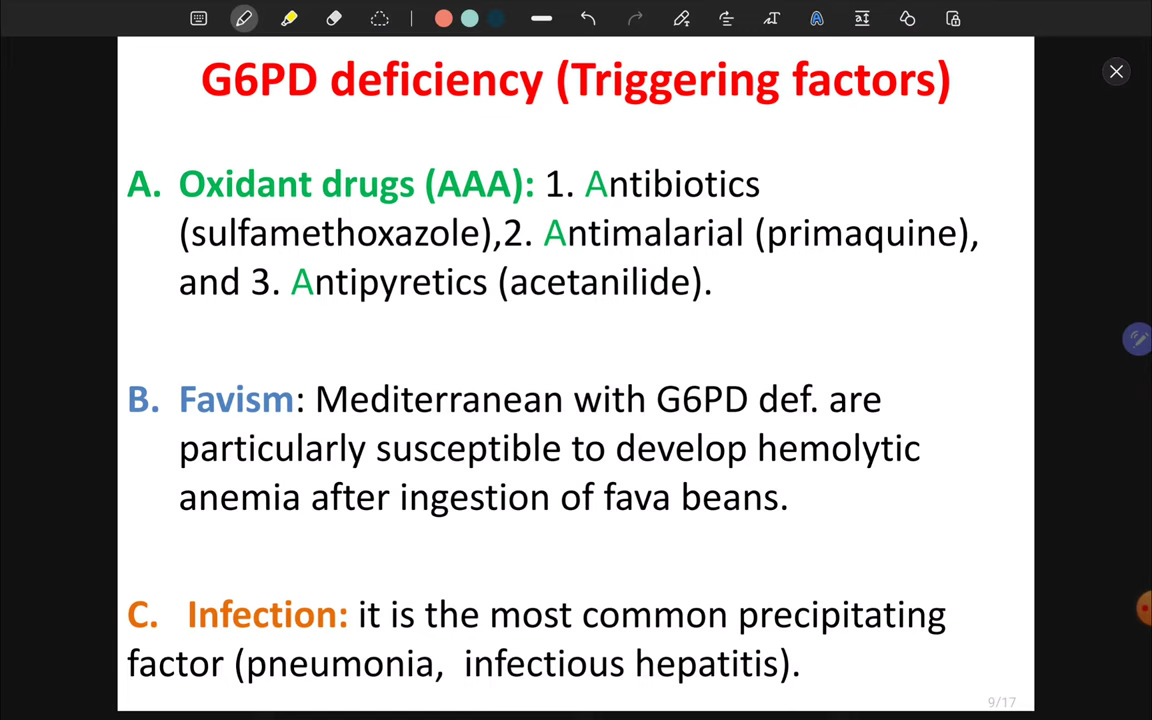 G6PD deficiency (Triggering factors)
A. Oxidant drugs (AAA): 1. Antibiotics
(sulfamethoxazole),2. Antimalarial (primaquine),
and 3. Antipyretics (acetanilide).
B. Favism: Mediterranean with G6PD def. are
particularly susceptible to develop hemolytic
anemia after ingestion of fava beans.
C. Infection: it is the most common precipitating
factor (pneumonia, infectious hepatitis).
9/17